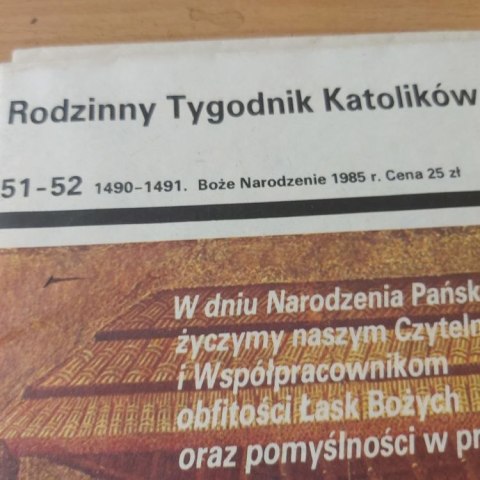 Rodzinny Tygodnik Katolików
51-52 1490-1491. Boże Narodzenie 1985 r. Cena 25 zł
W dniu Narodzenia Pańsk
życzymy naszym Czyteln
i Współpracownikom
obfitości Łask Bożych
oraz pomyślności w pr